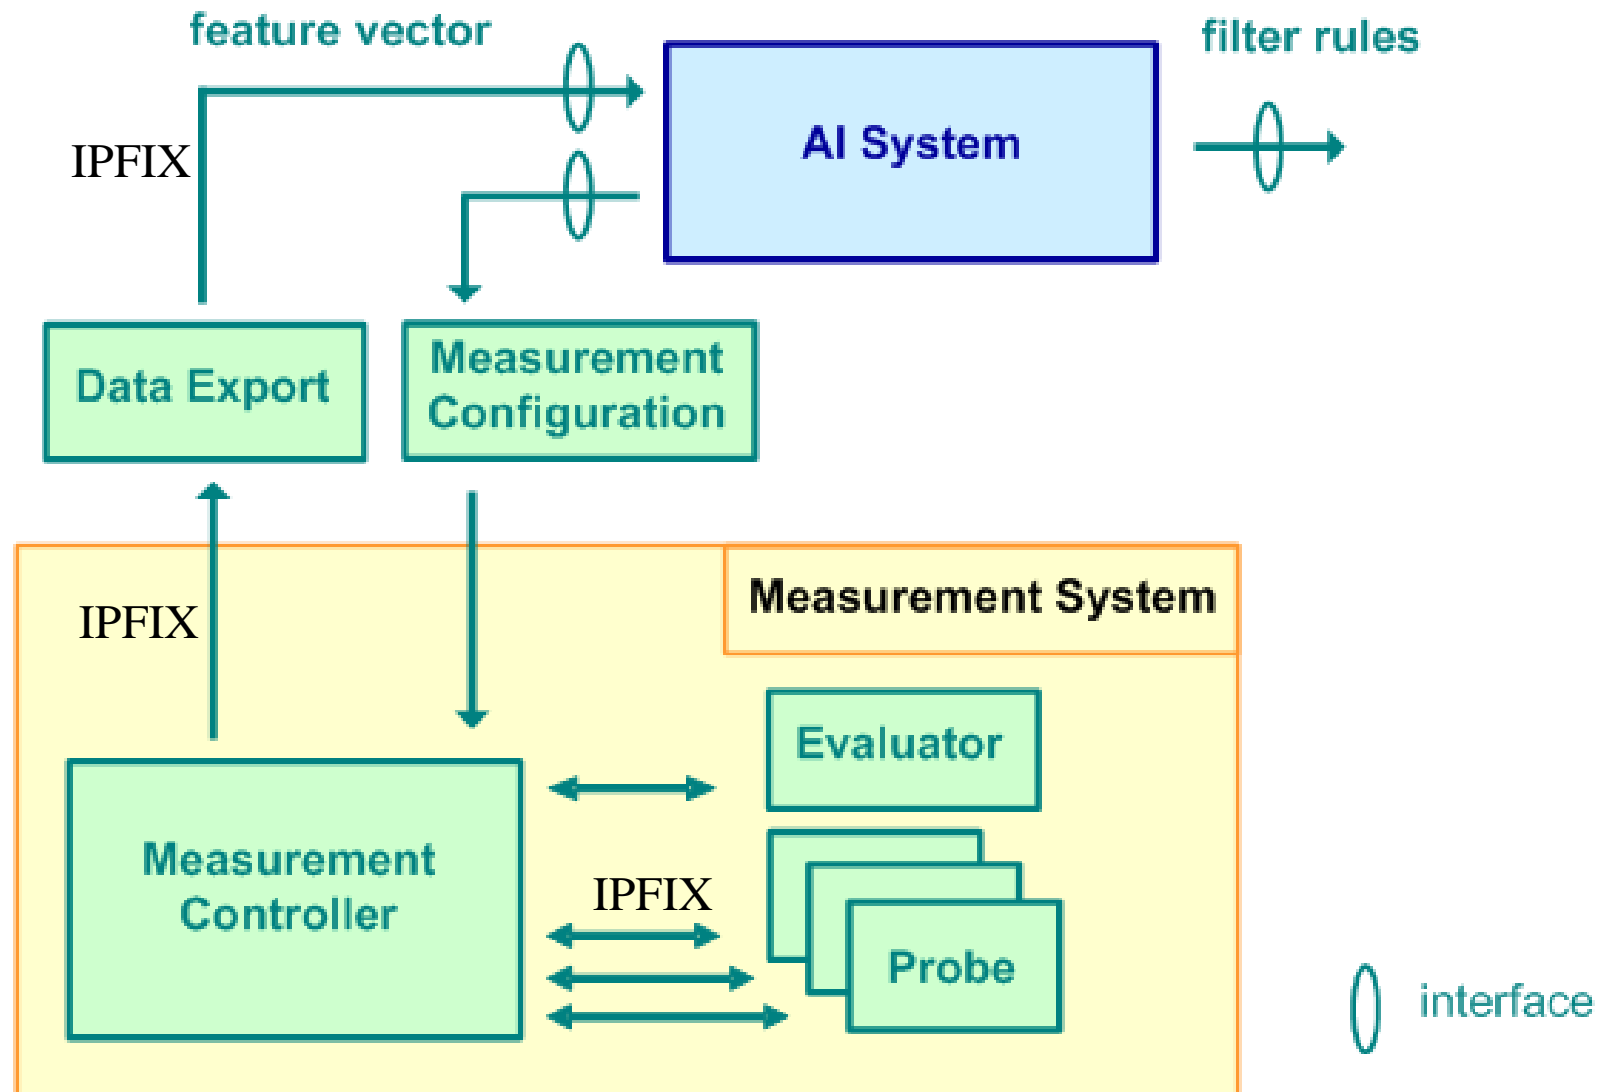 feature vector
filter rules
AI System
IPFIX
Data Export
Measurement
Configuration
Measurement System
IPFIX
Evaluator
Measurement
Controller
IPFIX
Probe
interface